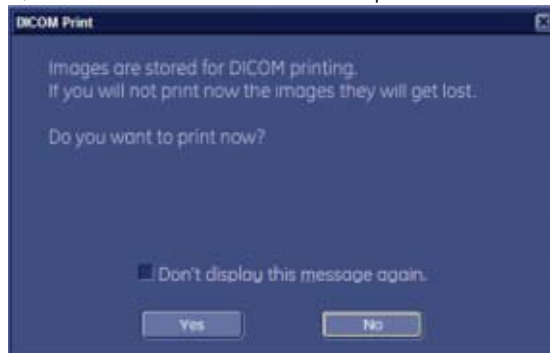 DICOM Print
Images are stored for DICOM printing.
If you will not print now the images they will get lost.
Do you want to print now?
Don't display this message again.
Yes
No